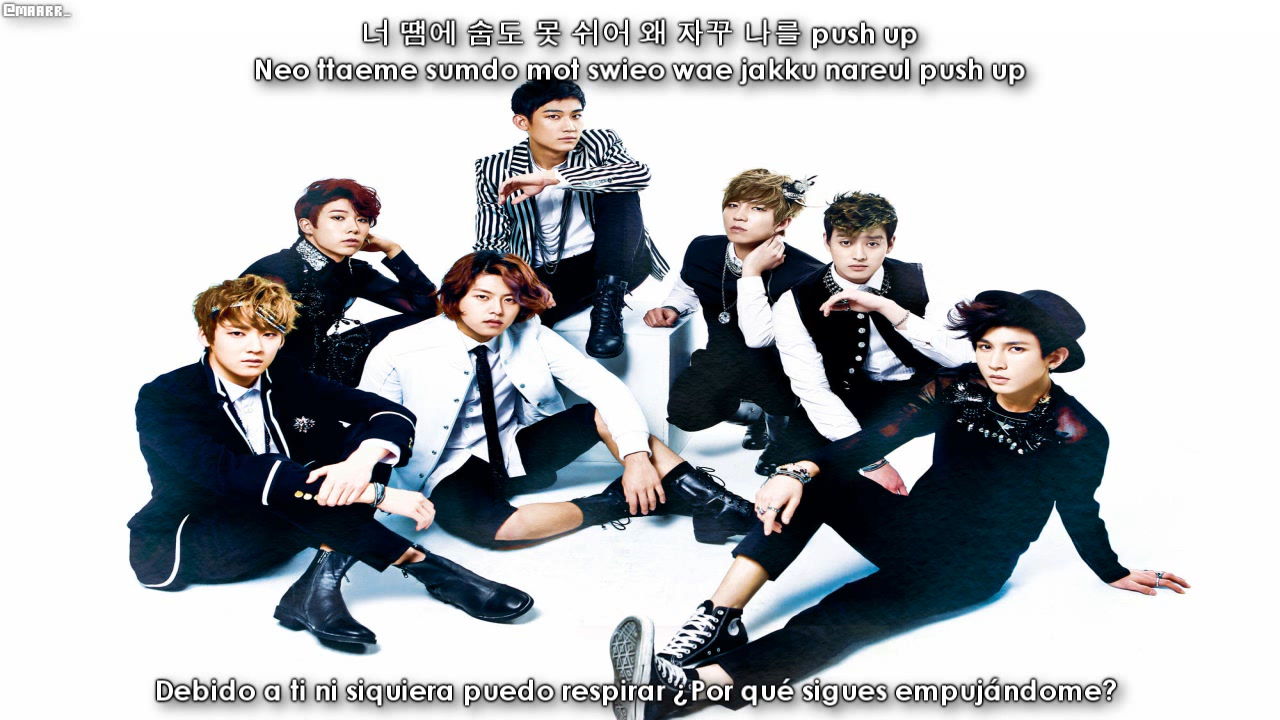 @MAARR_
너 땜에 숨도 못 쉬어 왜 자꾸 나를 push up
Neo ttaeme sumdo mot swieo wae jakku nareul push up
Debido a ti ni siquiera puedo respirar ¿Por qué sigues empujándome?